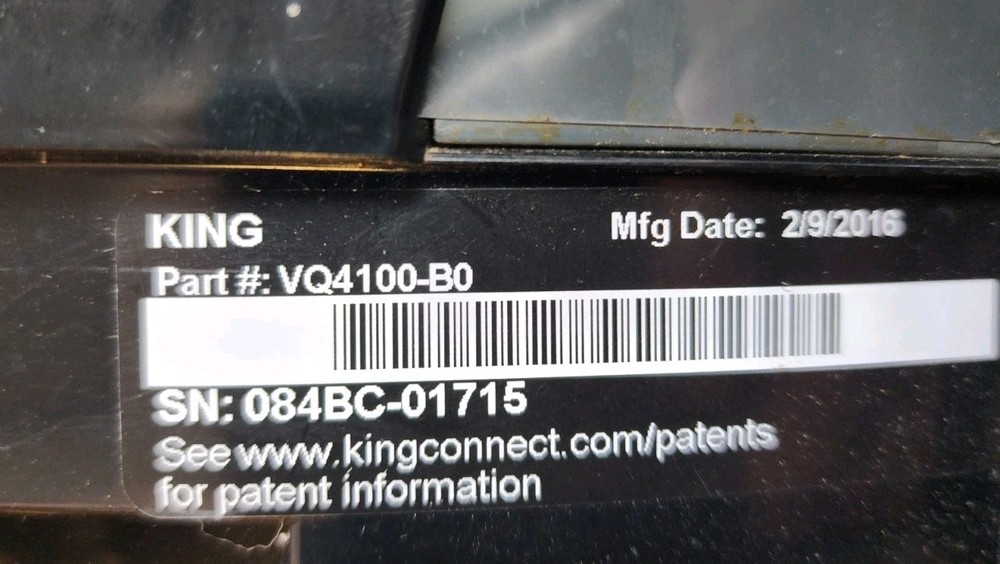 KING
Mfg Date: 2/9/2016
Part #: VQ4100-B0
SN: 084BC-01715
See www.kingconnect.com/patents
for patent information